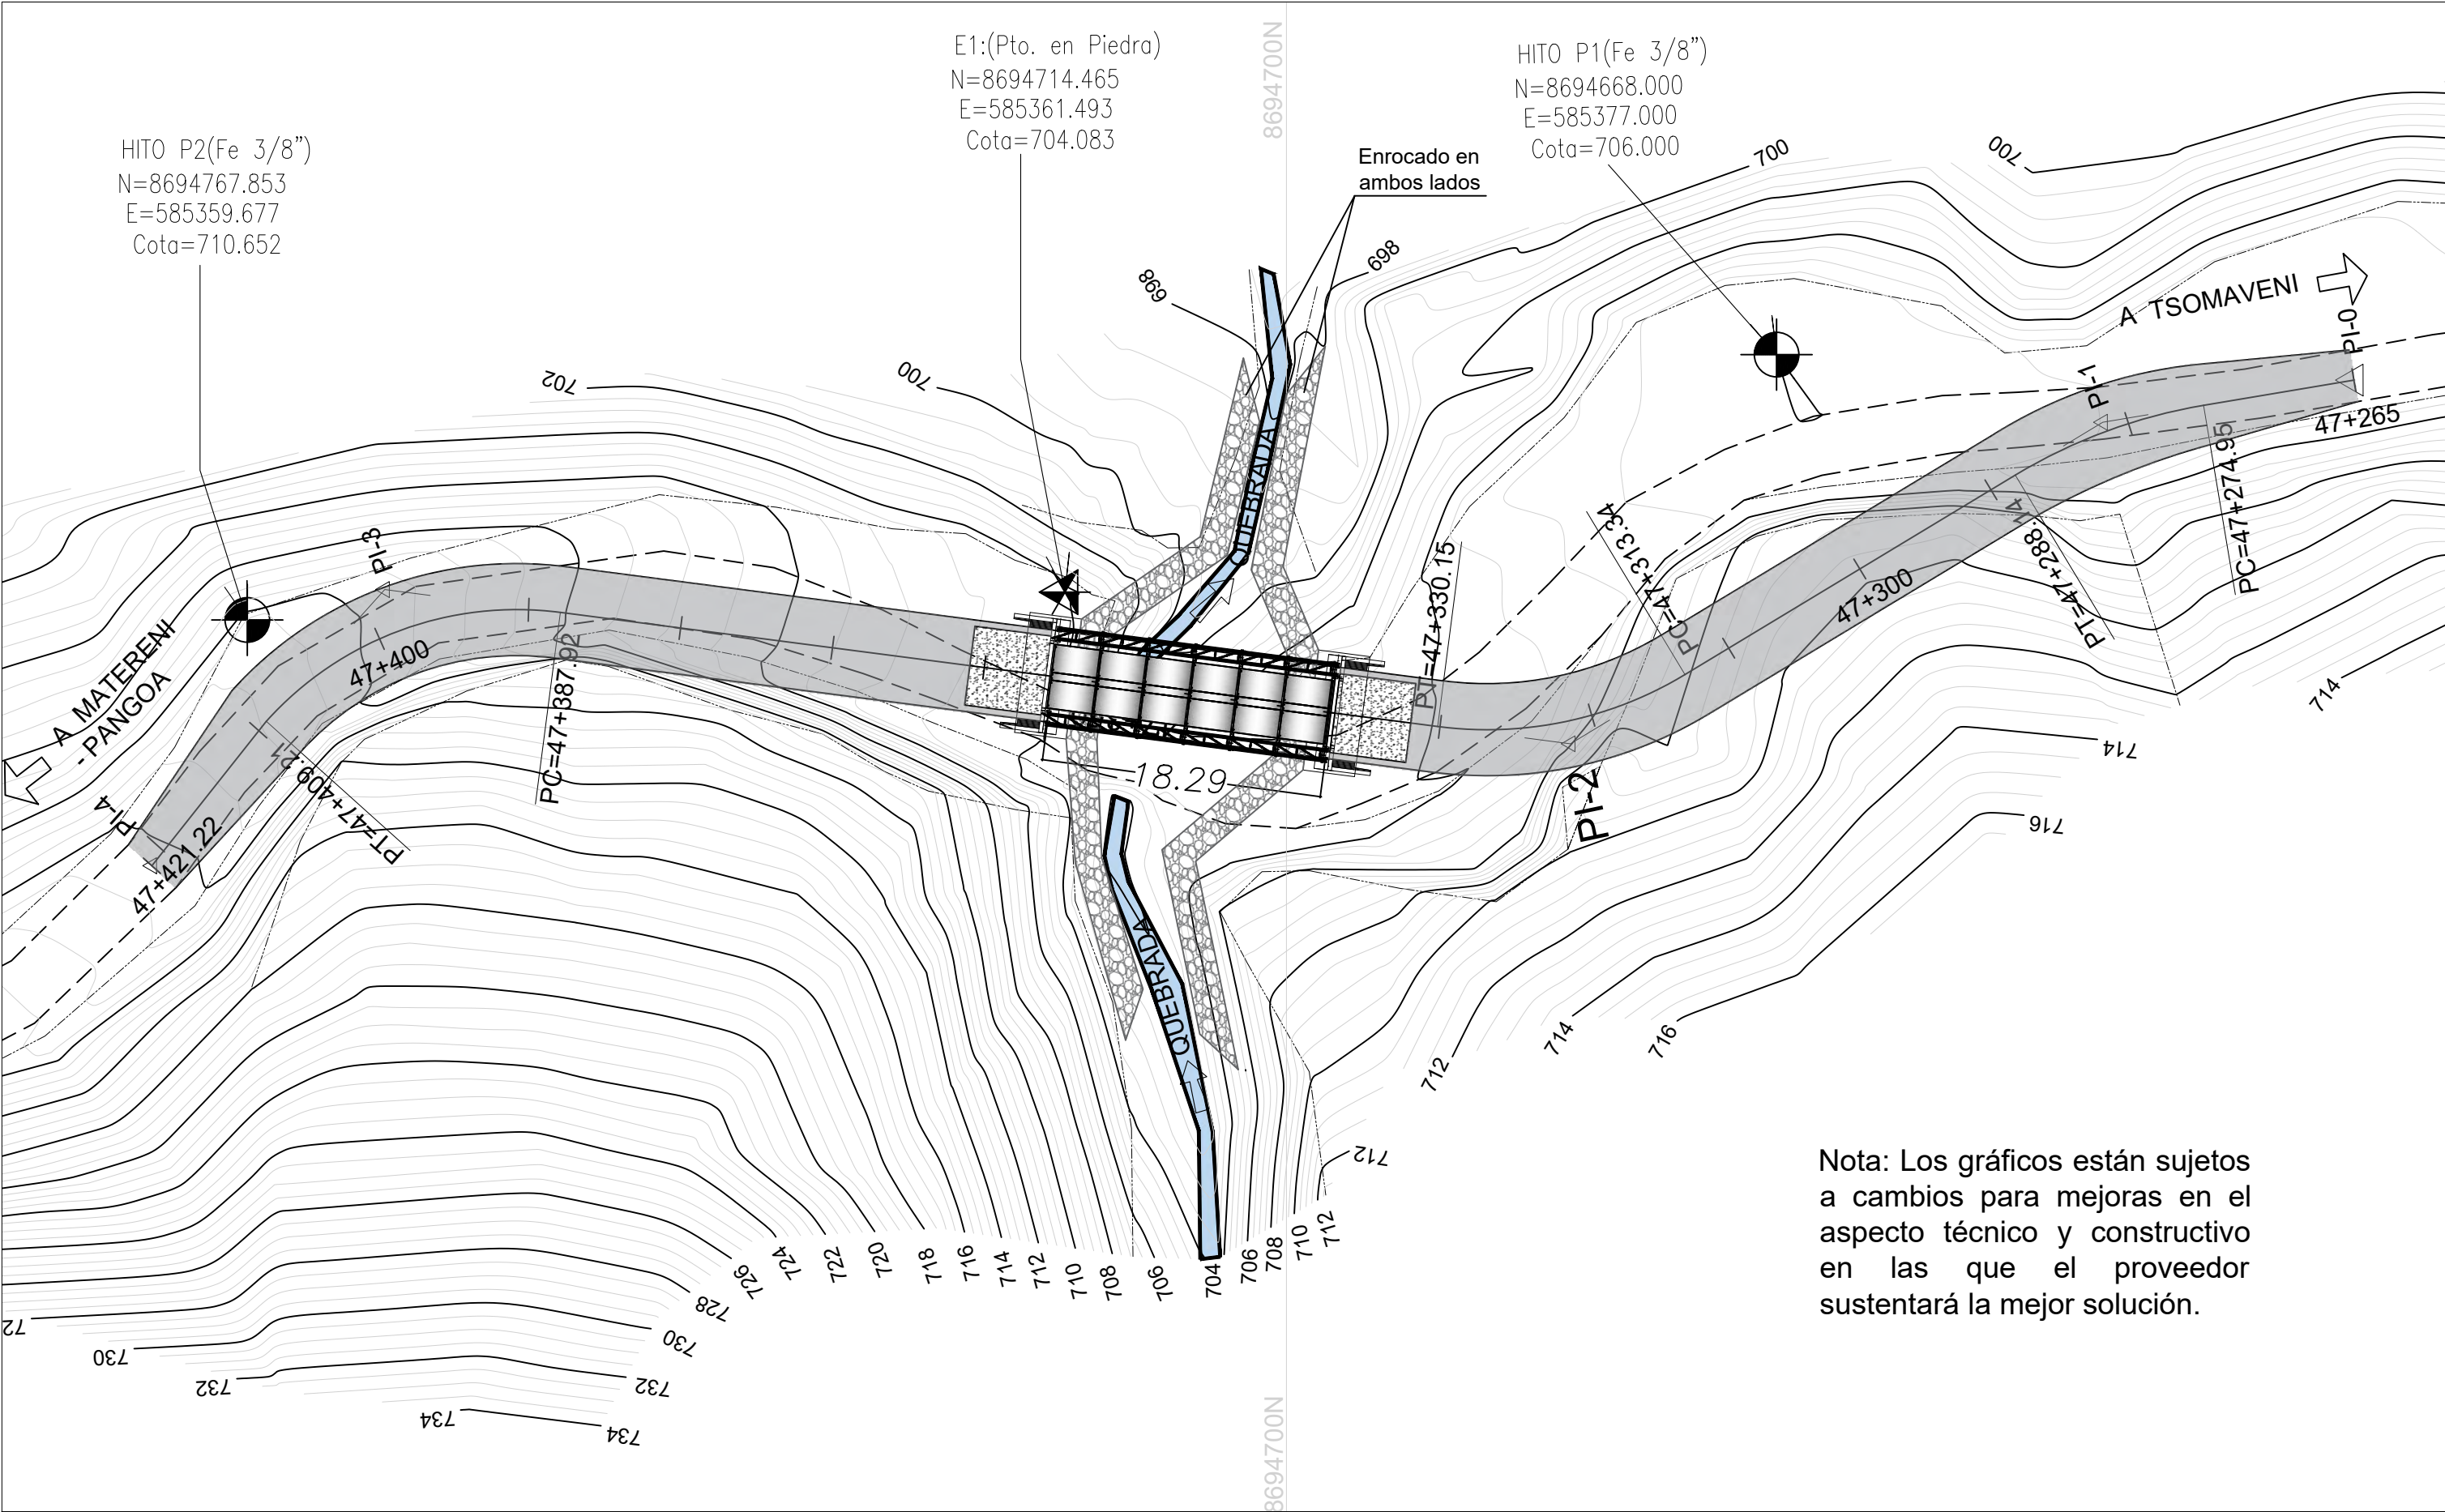 HITO P2(Fe 3/8")
N=8694767.853
E=585359.677
Cota=710.652
E1:(Pto. en Piedra)
N=8694714.465
E=585361.493
Cota=704.083
8694700N
HITO P1(Fe 3/8")
N=8694668.000
E=585377.000
Cota=706.000
Enrocado en
ambos lados
700
700
698
698
700
702
A TSOMAVENI
PI-0
PI-1
47+265
PC=47+274.95
PT=47+288.14
47+300
PC=47+313.34
PT=47+330.15
PI-2
QUEBRADA
18.29
QUEBRADA
PI-3
47+400
PC=47+387.92
A MATERENI
- PANGOA
PI-4
47+421.22
714
714
716
712
714
716
712
724
722
720
718
716
714
712
710
708
706
704
706
708
710
712
726
728
730
732
734
72
730
732
734
8694700N
Nota: Los gráficos están sujetos
a cambios para mejoras en el
aspecto técnico y constructivo
en las que el proveedor
sustentará la mejor solución.